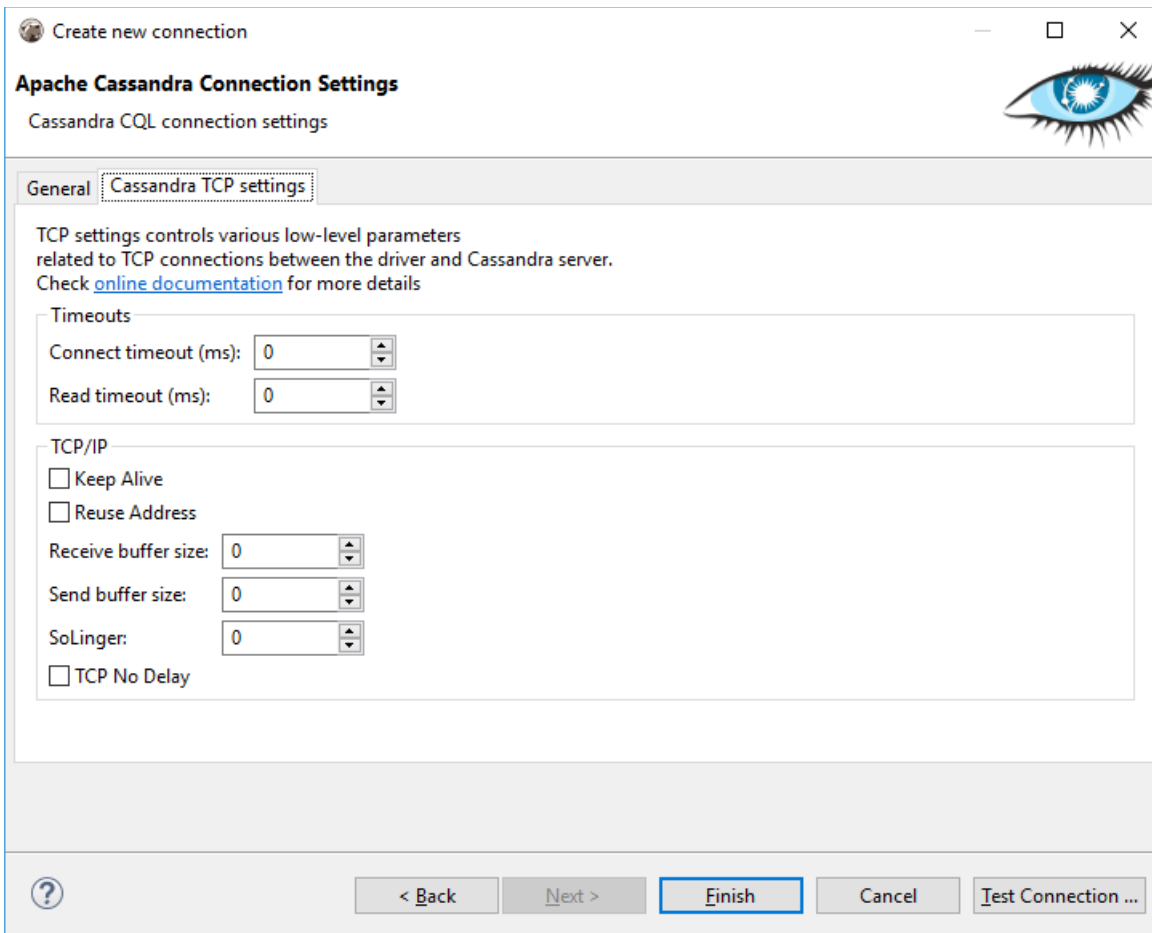 Create new connection
Apache Cassandra Connection Settings
Cassandra CQL connection settings
General Cassandra TCP settings
TCP settings controls various low-level parameters
related to TCP connections between the driver and Cassandra server.
Check online documentation for more details
Timeouts
Connect timeout (ms): 0
Read timeout (ms): 0
TCP/IP
Keep Alive
Reuse Address
Receive buffer size: 0
Send buffer size: 0
SoLinger: 0
TCP No Delay
? < Back Next > Finish Cancel Test Connection ...